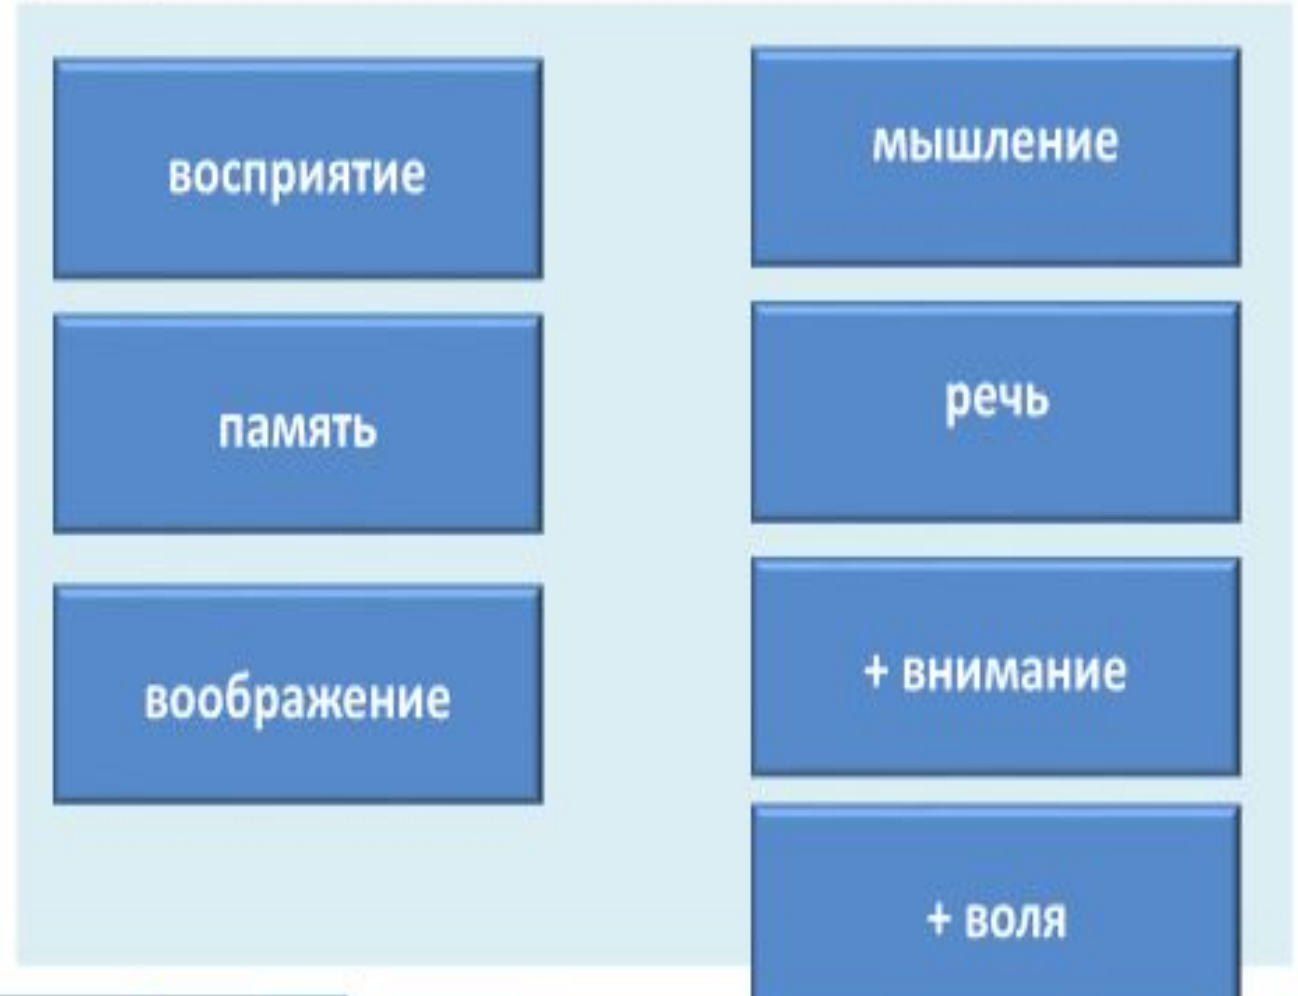 восприятие
память
воображение
мышление
речь
+ внимание
+ воля